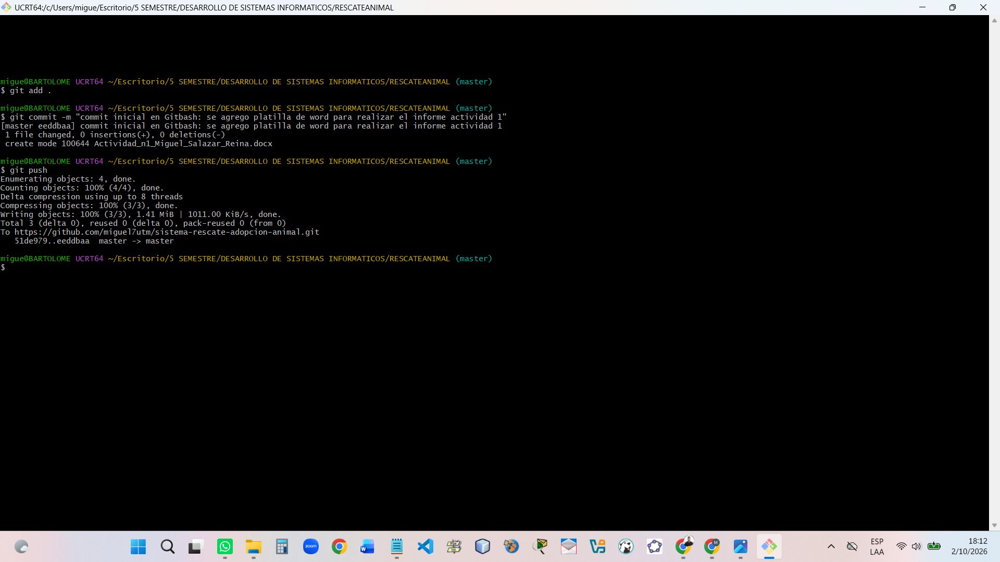 UCRT64:/c/Users/migue/Escritorio/5 SEMESTRE/DESARROLLO DE SISTEMAS INFORMATICOS/RESCATEANIMAL
migue@BARTOLOME UCRT64 ~/Escritorio/5 SEMESTRE/DESARROLLO DE SISTEMAS INFORMATICOS/RESCATEANIMAL (master)
$ git add .
migue@BARTOLOME UCRT64 ~/Escritorio/5 SEMESTRE/DESARROLLO DE SISTEMAS INFORMATICOS/RESCATEANIMAL (master)
$ git commit -m "commit inicial en Gitbash: se agrego platilla de word para realizar el informe actividad 1"
[master eeddbaa] commit inicial en Gitbash: se agrego platilla de word para realizar el informe actividad 1
1 file changed, 0 insertions(+), 0 deletions(-)
create mode 100644 Actividad_n1_Miguel_Salazar_Reina.docx
migue@BARTOLOME UCRT64 ~/Escritorio/5 SEMESTRE/DESARROLLO DE SISTEMAS INFORMATICOS/RESCATEANIMAL (master)
$ git push
Enumerating objects: 4, done.
Counting objects: 100% (4/4), done.
Delta compression using up to 8 threads
Compressing objects: 100% (3/3), done.
Writing objects: 100% (3/3), 1.41 MiB | 1011.00 KiB/s, done.
Total 3 (delta 0), reused 0 (delta 0), pack-reused 0 (from 0)
To https://github.com/miguel7utm/sistema-rescate-adopcion-animal.git
51de979..eeddbaa  master -> master
migue@BARTOLOME UCRT64 ~/Escritorio/5 SEMESTRE/DESARROLLO DE SISTEMAS INFORMATICOS/RESCATEANIMAL (master)
$
zoom
W
M
ESP
LAA
18:12
2/10/2026